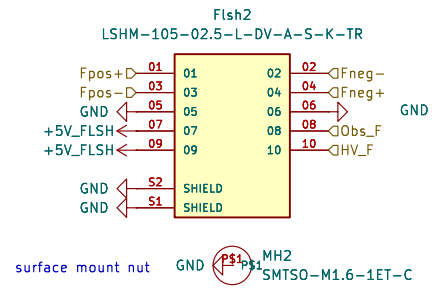 Flsh2
LSHM-105-02.5-L-DV-A-S-K-TR
Fpos+ 01 01 02 02 Fneg-
Fpos- 03 03 04 04 Fneg+
GND 05 05 06 06 GND
+5V_FLSH 07 07 08 08 Obs_F
+5V_FLSH 09 09 10 10 HV_F
GND S2 SHIELD
GND S1 SHIELD
surface mount nut GND P$1 P$1 MH2
SMTSO-M1.6-1ET-C